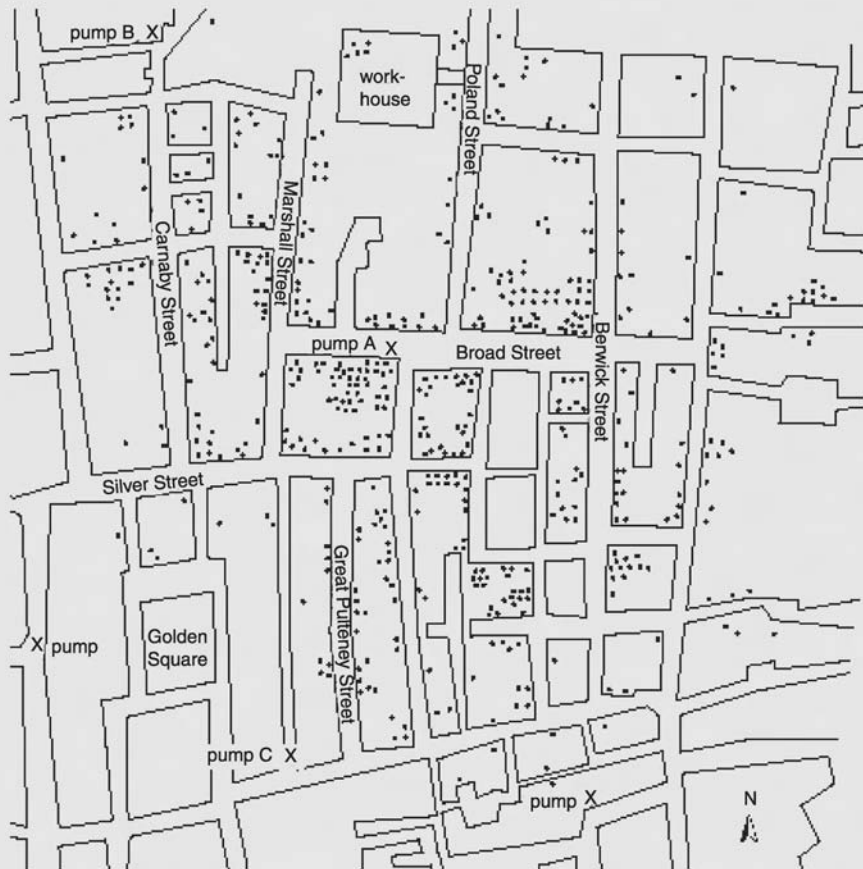 pump B X
work-
house
Poland Street
Marshall Street
Carnaby Street
pump A X
Broad Street
Berwick Street
Silver Street
Great Pulteney Street
X pump
Golden
Square
pump C X
pump X
N